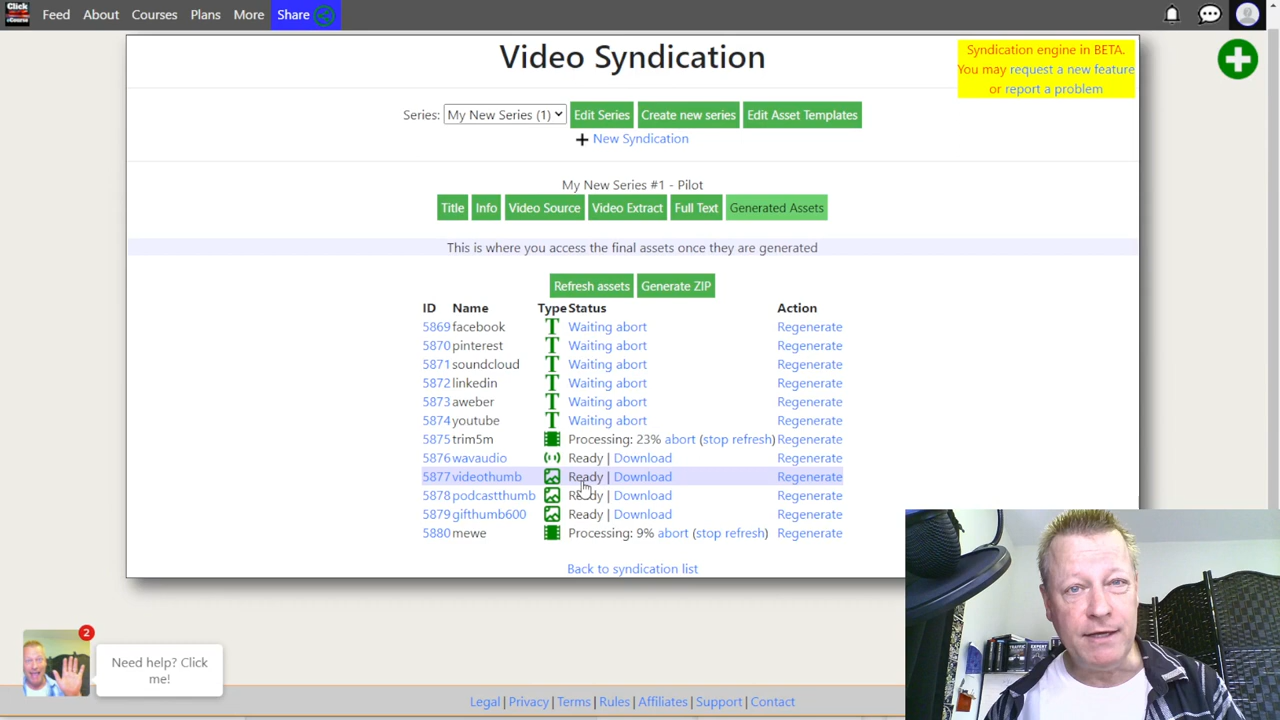 Click
eCourse
Feed About Courses Plans More Share
Video Syndication
Syndication engine in BETA.
You may request a new feature
or report a problem
Series: My New Series (1) Edit Series Create new series Edit Asset Templates
New Syndication
My New Series #1 - Pilot
Title Info Video Source Video Extract Full Text Generated Assets
This is where you access the final assets once they are generated
Refresh assets Generate ZIP
ID Name Type Status Action
5869 facebook T Waiting abort Regenerate
5870 pinterest T Waiting abort Regenerate
5871 soundcloud T Waiting abort Regenerate
5872 linkedin T Waiting abort Regenerate
5873 aweber T Waiting abort Regenerate
5874 youtube T Waiting abort Regenerate
5875 trim5m Processing: 23% abort (stop refresh) Regenerate
5876 wavaudio Ready | Download Regenerate
5877 videothumb Ready | Download Regenerate
5878 podcastthumb Ready | Download Regenerate
5879 gifthumb600 Ready | Download Regenerate
5880 mewe Processing: 9% abort (stop refresh) Regenerate
Back to syndication list
2
Need help? Click
me!
TRAFFIC
EXPERT
Legal | Privacy | Terms | Rules | Affiliates | Support | Contact